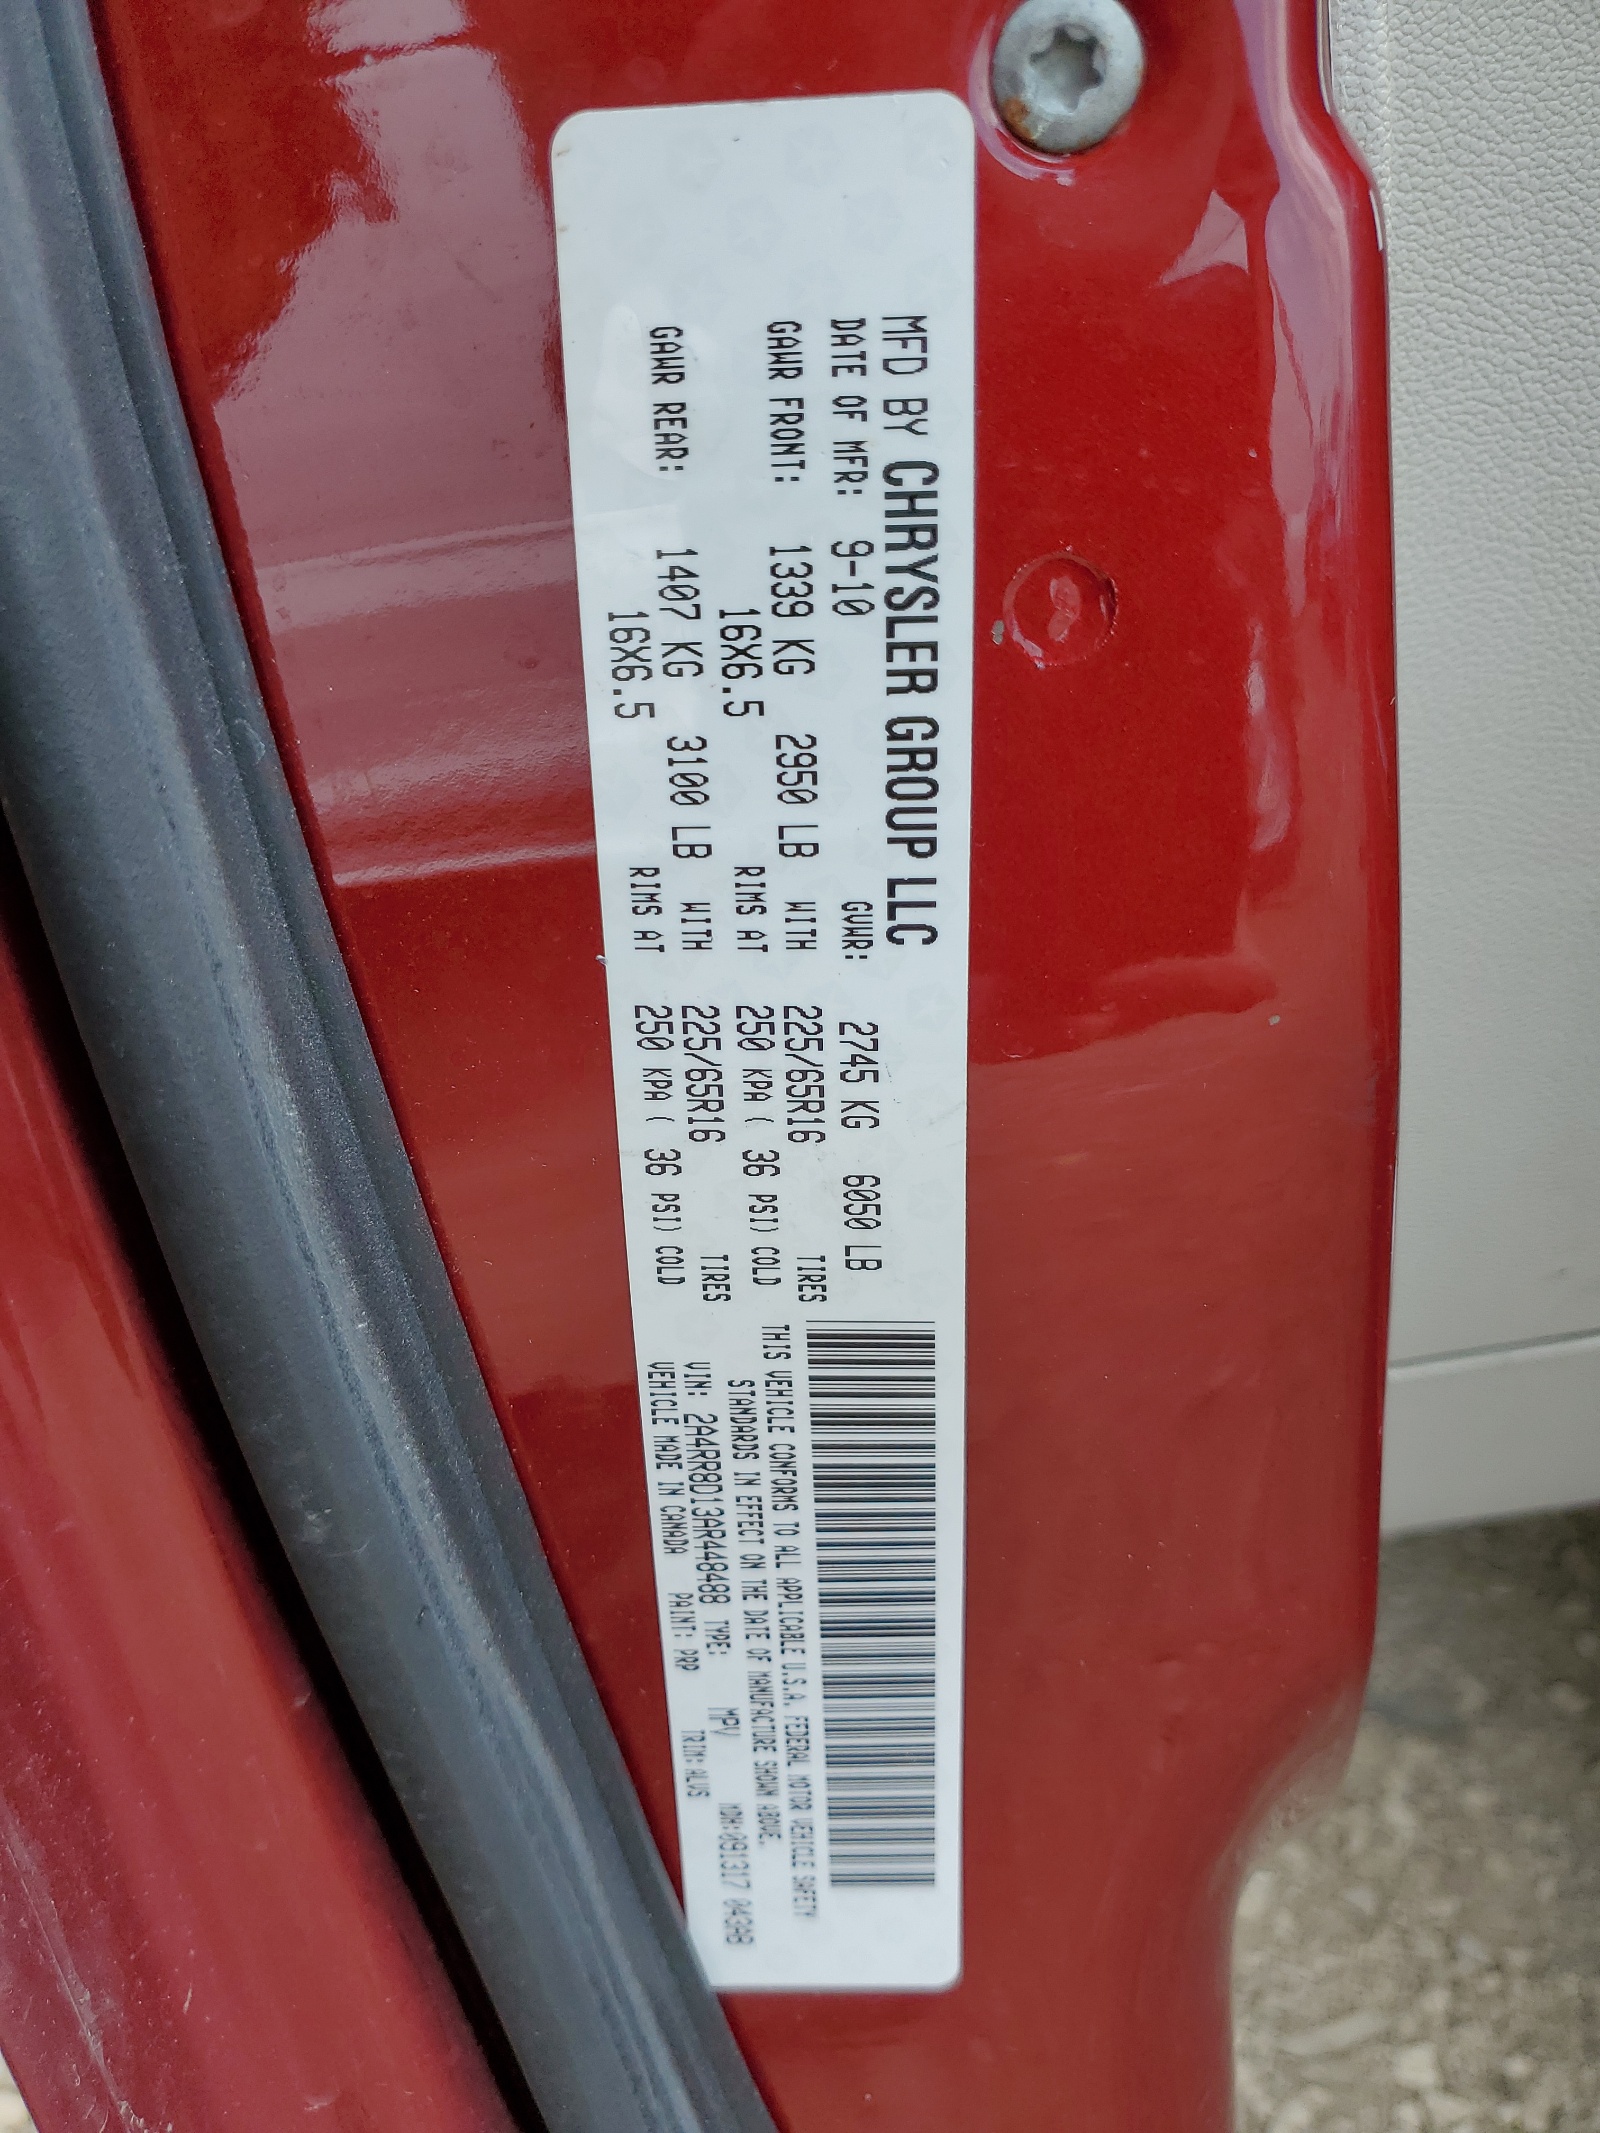 MFD BY CHRYSLER GROUP LLC
DATE OF MFR: 9-10 GVWR: 2745 KG 6050 LB
GAWR FRONT: 1339 KG 2950 LB WITH 225/65R16 TIRES
16X6.5 RIMS AT 250 KPA ( 36 PSI) COLD
GAWR REAR: 1407 KG 3100 LB WITH 225/65R16 TIRES
16X6.5 RIMS AT 250 KPA ( 36 PSI) COLD
THIS VEHICLE CONFORMS TO ALL APPLICABLE U.S.A. FEDERAL MOTOR VEHICLE SAFETY
STANDARDS IN EFFECT ON THE DATE OF MANUFACTURE SHOWN ABOVE.
VIN: 2A4RR8D13AR448488 TYPE: MPV MDH:091317 043AB
VEHICLE MADE IN CANADA PAINT: PRP TRIM: